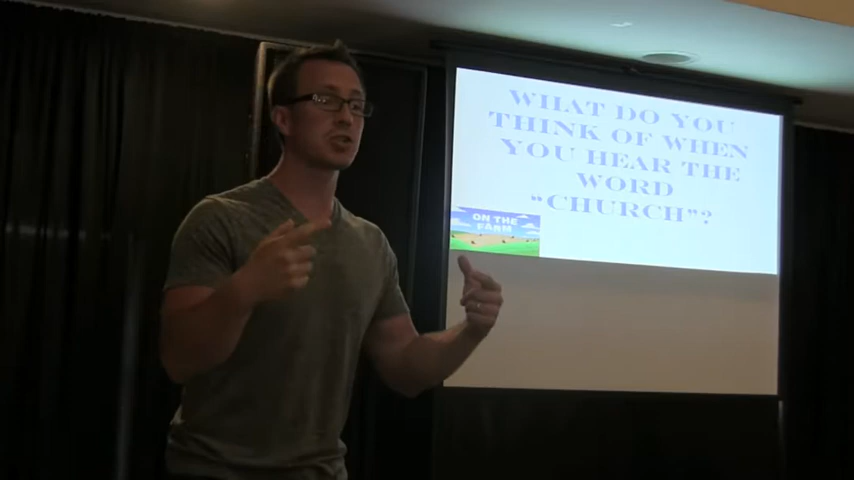 WHAT DO YOU
THINK OF WHEN
YOU HEAR THE
WORD
"CHURCH"?
ON THE
FARM